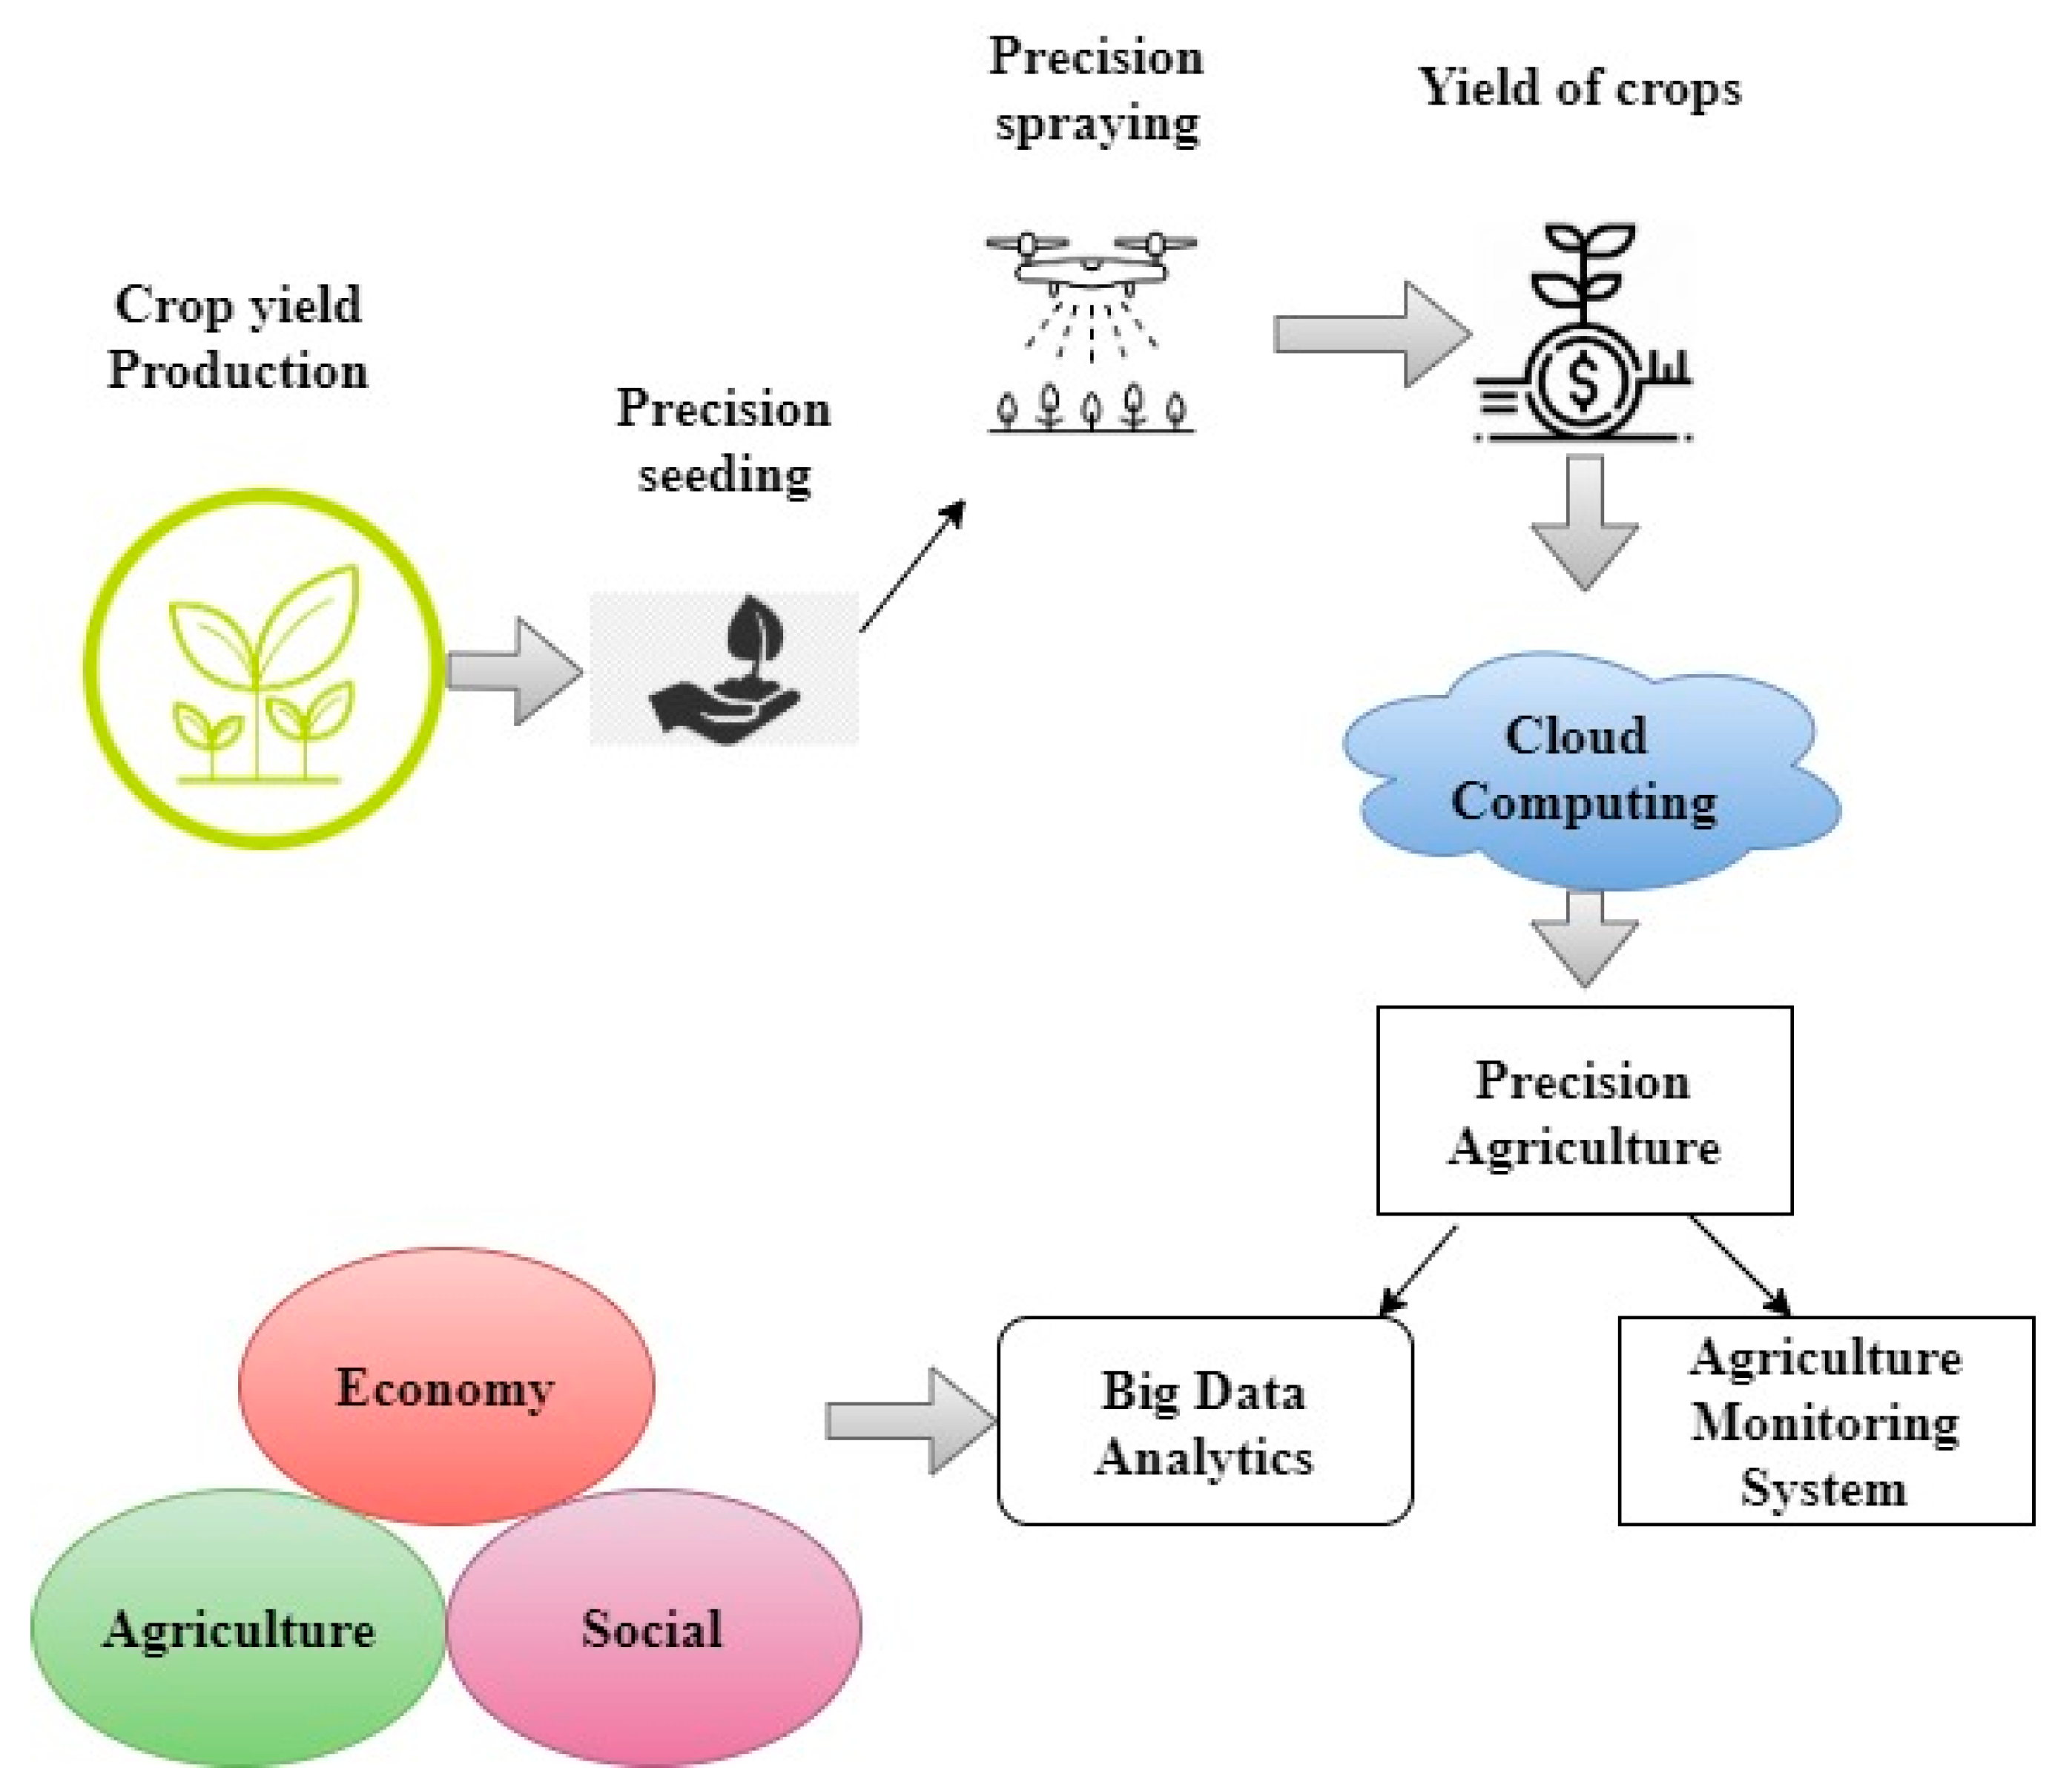 Precision
spraying
Yield of crops
Crop yield
Production
Precision
seeding
$
Cloud
Computing
Precision
Agriculture
Economy
Big Data
Analytics
Agriculture
Monitoring
System
Agriculture
Social